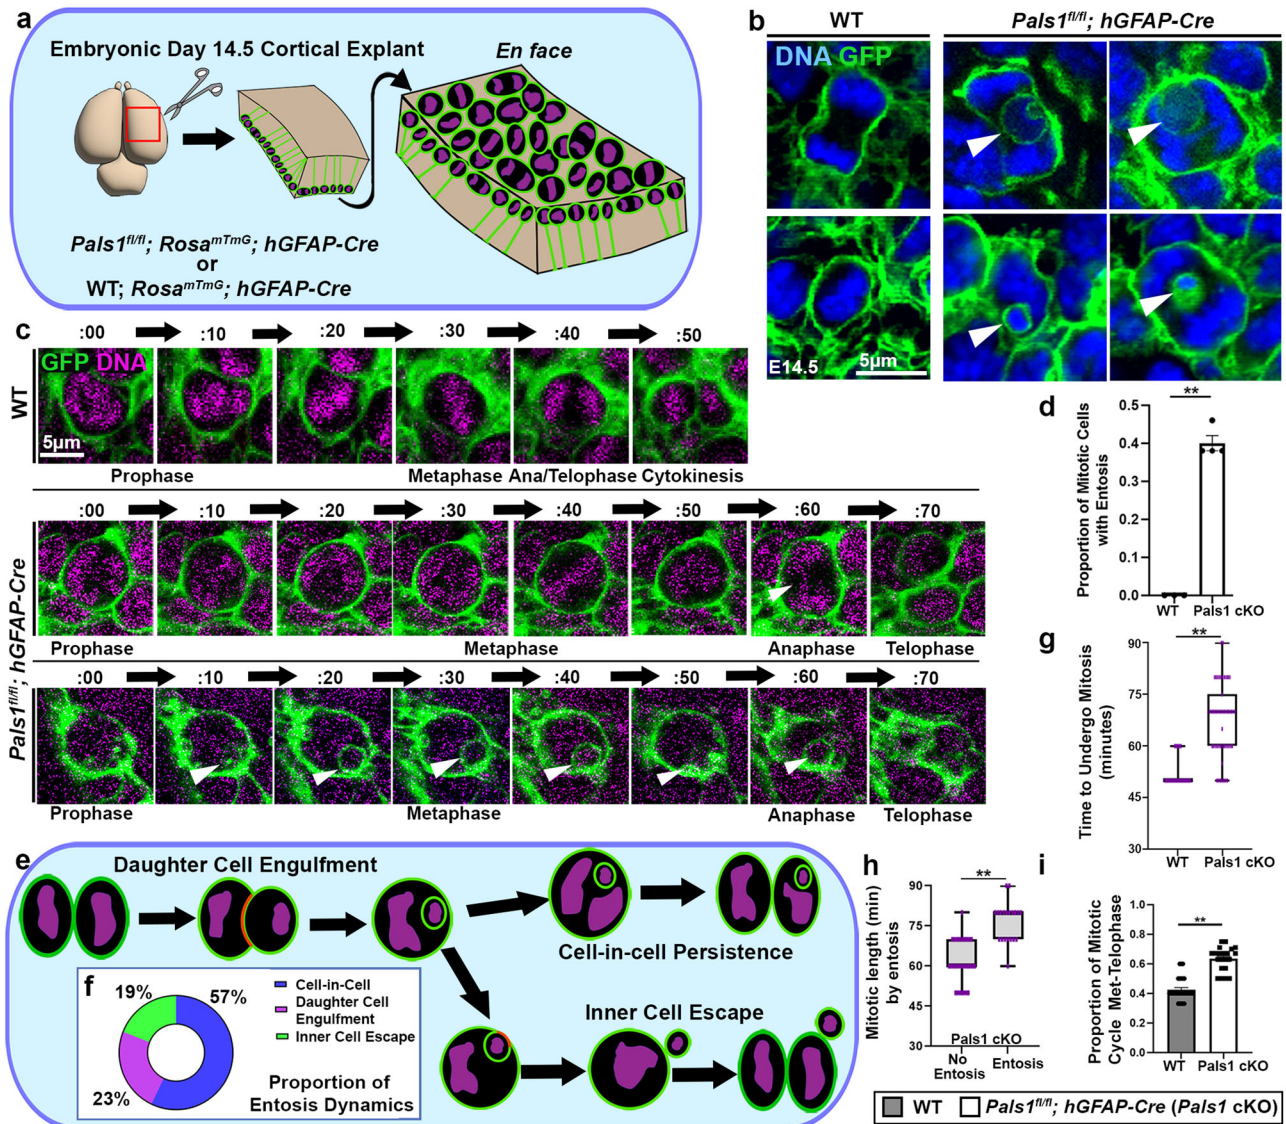 a
Embryonic Day 14.5 Cortical Explant
En face
Pals1fl/fl; RosamTmG; hGFAP-Cre
or
WT; RosamTmG; hGFAP-Cre
b
WT
Pals1fl/fl; hGFAP-Cre
DNA GFP
E14.5
5µm
c
:00 :10 :20 :30 :40 :50
GFP DNA
WT
5µm
Prophase Metaphase Ana/Telophase Cytokinesis
Pals1fl/fl; hGFAP-Cre
:00 :10 :20 :30 :40 :50 :60 :70
Prophase Metaphase Anaphase Telophase
:00 :10 :20 :30 :40 :50 :60 :70
Prophase Metaphase Anaphase Telophase
d
Proportion of Mitotic Cells
with Entosis
0.5
0.4
0.3
0.2
0.1
0.0
**
WT Pals1 cKO
g
Time to Undergo Mitosis
(minutes)
90
75
60
45
30
**
WT Pals1 cKO
e
Daughter Cell Engulfment
Cell-in-cell Persistence
Inner Cell Escape
f
19%
57%
23%
Cell-in-Cell
Daughter Cell
Engulfment
Inner Cell Escape
Proportion of
Entosis Dynamics
h
Mitotic length (min)
by entosis
90
75
60
45
30
**
Pals1 cKO
No
Entosis
Entosis
i
Proportion of Mitotic
Cycle Met-Telophase
1.0
0.8
0.6
0.4
0.2
0.0
**
WT Pals1 cKO
WT
Pals1fl/fl; hGFAP-Cre (Pals1 cKO)